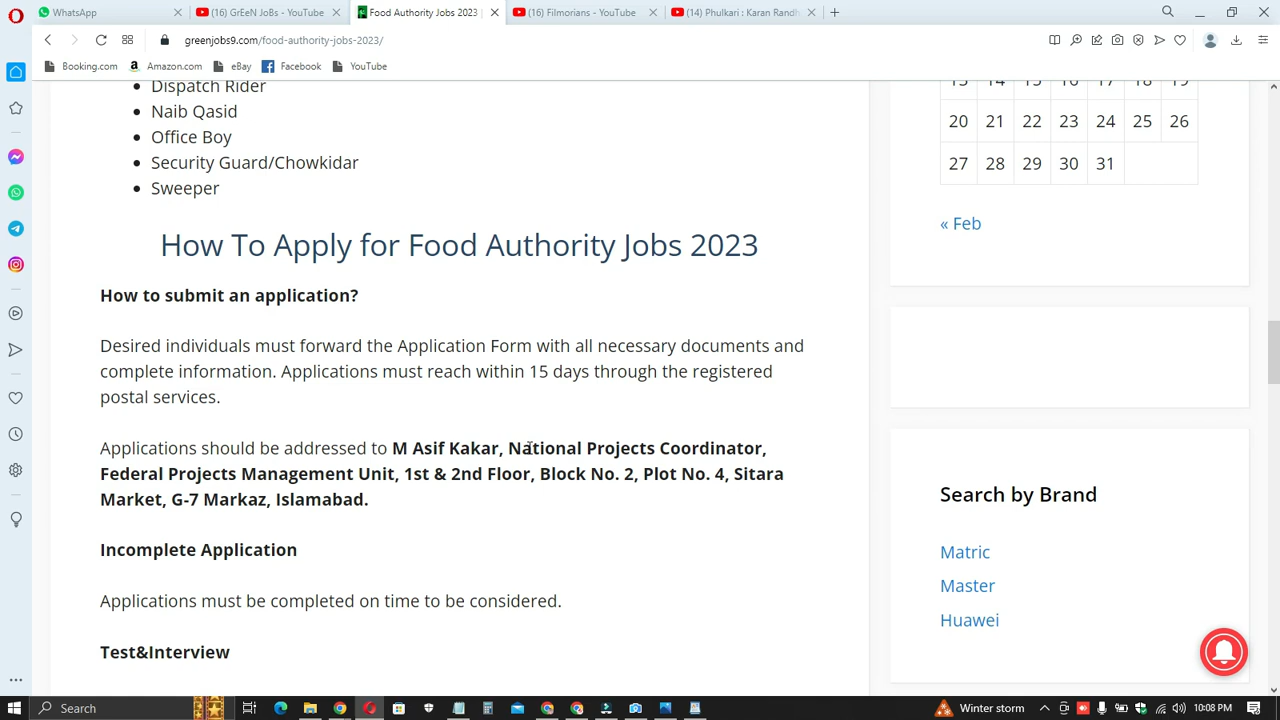 WhatsApp
(16) GrEeN JoBs - YouTube
Food Authority Jobs 2023
(16) Filmorians - YouTube
(14) Phulkari : Karan Randh
greenjobs9.com/food-authority-jobs-2023/
Booking.com
Amazon.com
eBay
Facebook
YouTube
Dispatch Rider
Naib Qasid
Office Boy
Security Guard/Chowkidar
Sweeper
How To Apply for Food Authority Jobs 2023
How to submit an application?
Desired individuals must forward the Application Form with all necessary documents and
complete information. Applications must reach within 15 days through the registered
postal services.
Applications should be addressed to M Asif Kakar, National Projects Coordinator,
Federal Projects Management Unit, 1st & 2nd Floor, Block No. 2, Plot No. 4, Sitara
Market, G-7 Markaz, Islamabad.
Incomplete Application
Applications must be completed on time to be considered.
Test&Interview
13 14 15 16 17 18 19
20 21 22 23 24 25 26
27 28 29 30 31
« Feb
Search by Brand
Matric
Master
Huawei
Search
Winter storm
10:08 PM